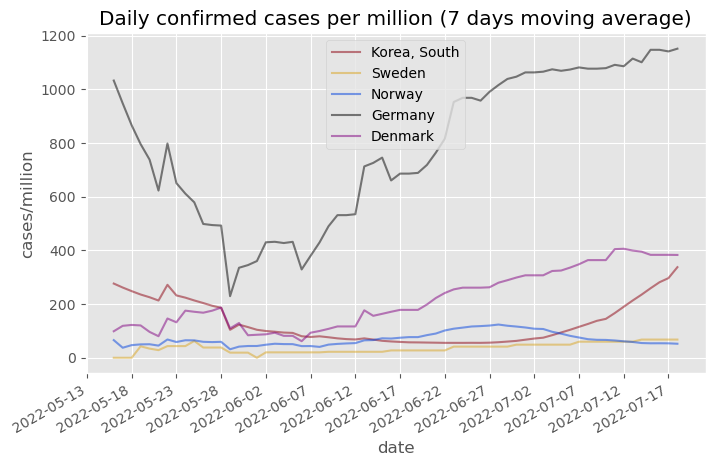 Daily confirmed cases per million (7 days moving average)
1200
1000
800
600
400
200
0
cases/million
Korea, South
Sweden
Norway
Germany
Denmark
2022-05-13
2022-05-18
2022-05-23
2022-05-28
2022-06-02
2022-06-07
2022-06-12
2022-06-17
2022-06-22
2022-06-27
2022-07-02
2022-07-07
2022-07-12
2022-07-17
date